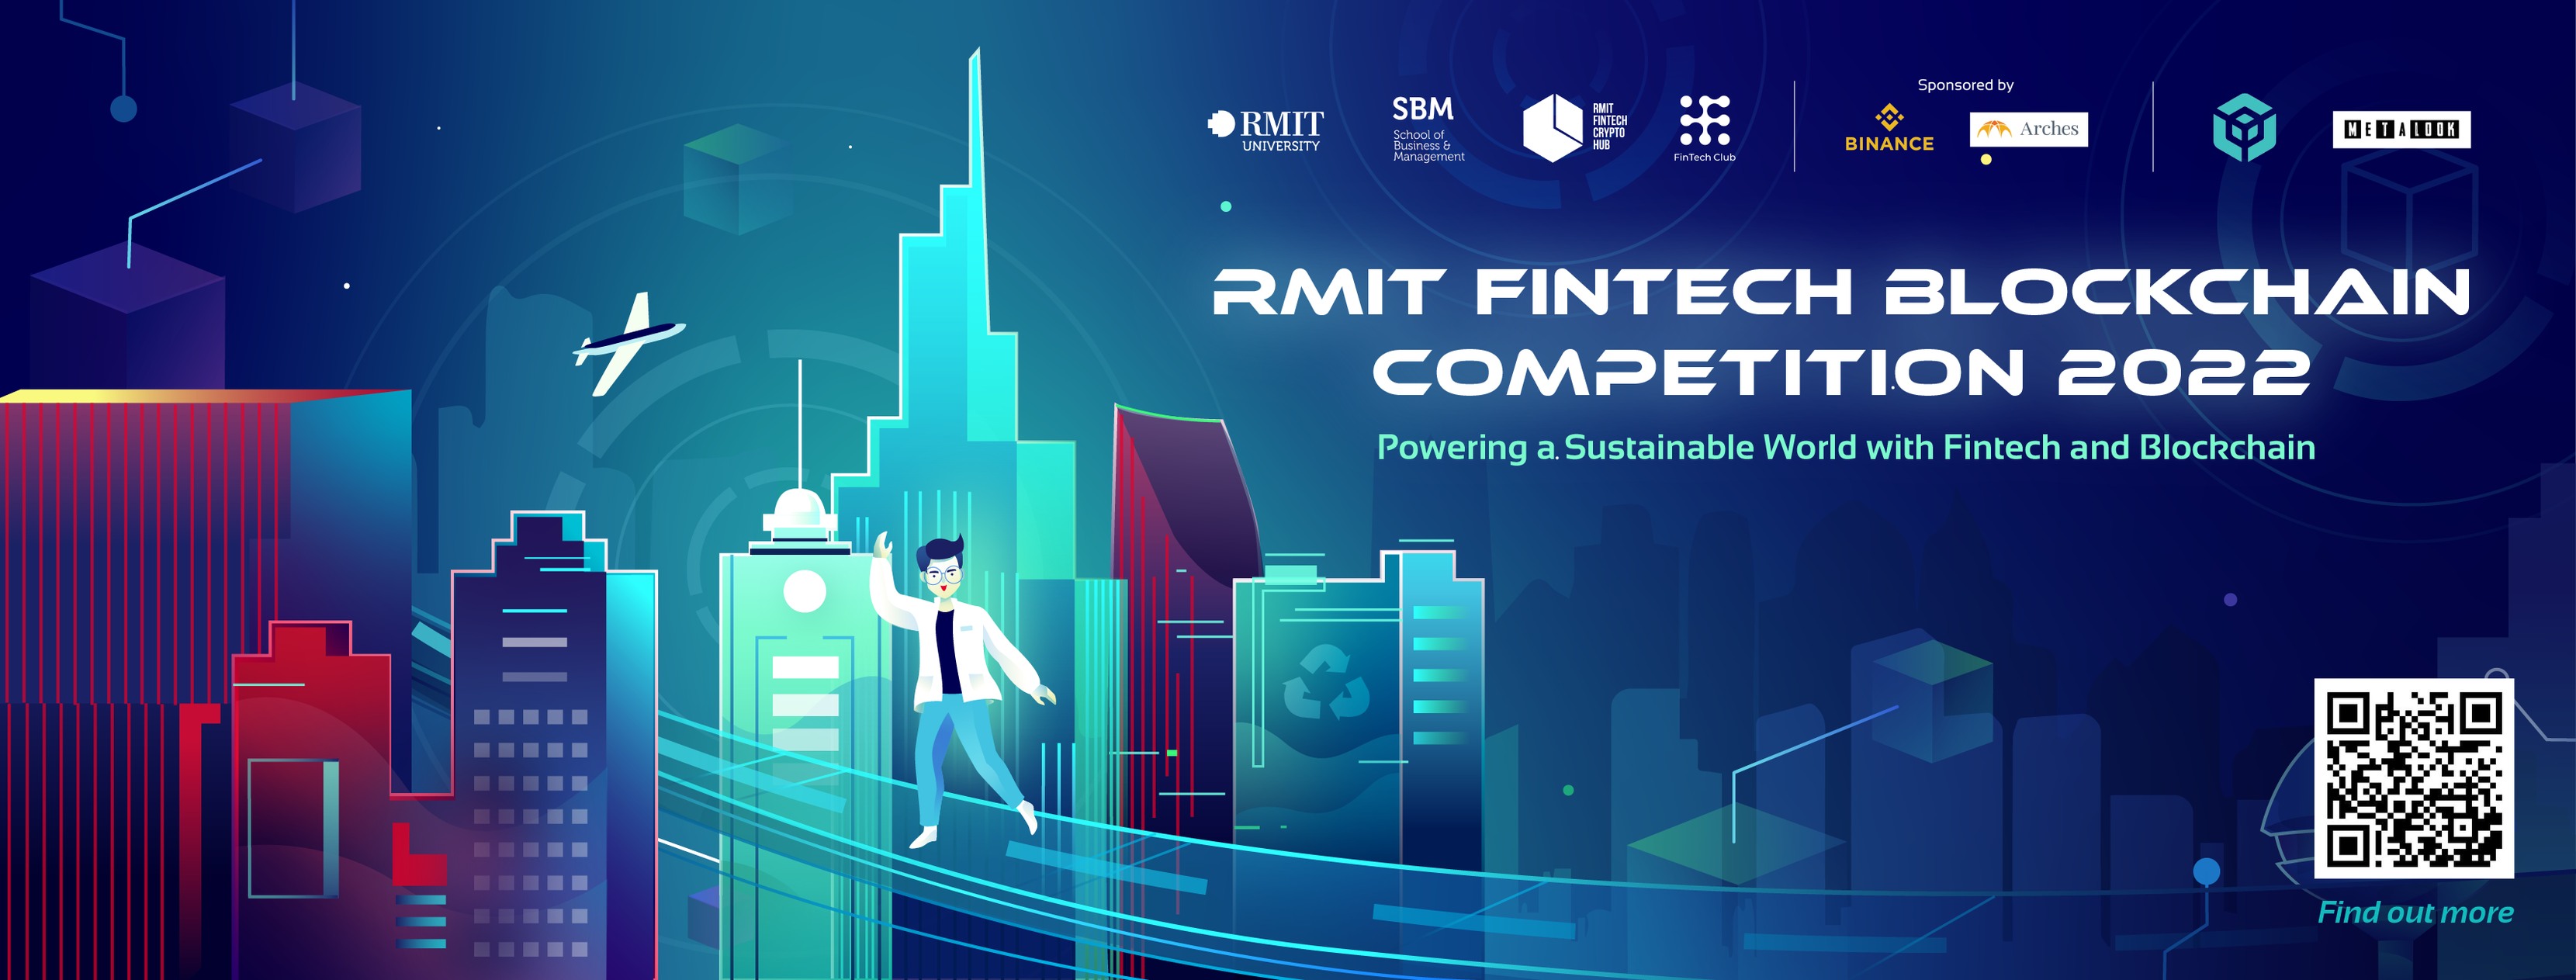 RMIT
UNIVERSITY
SBM
School of
Business &
Management
RMIT
FINTECH
CRYPTO
HUB
FinTech Club
Sponsored by
BINANCE
Arches
METALOOK
RMIT FINTECH BLOCKCHAIN
COMPETITION 2022
Powering a Sustainable World with Fintech and Blockchain
Find out more